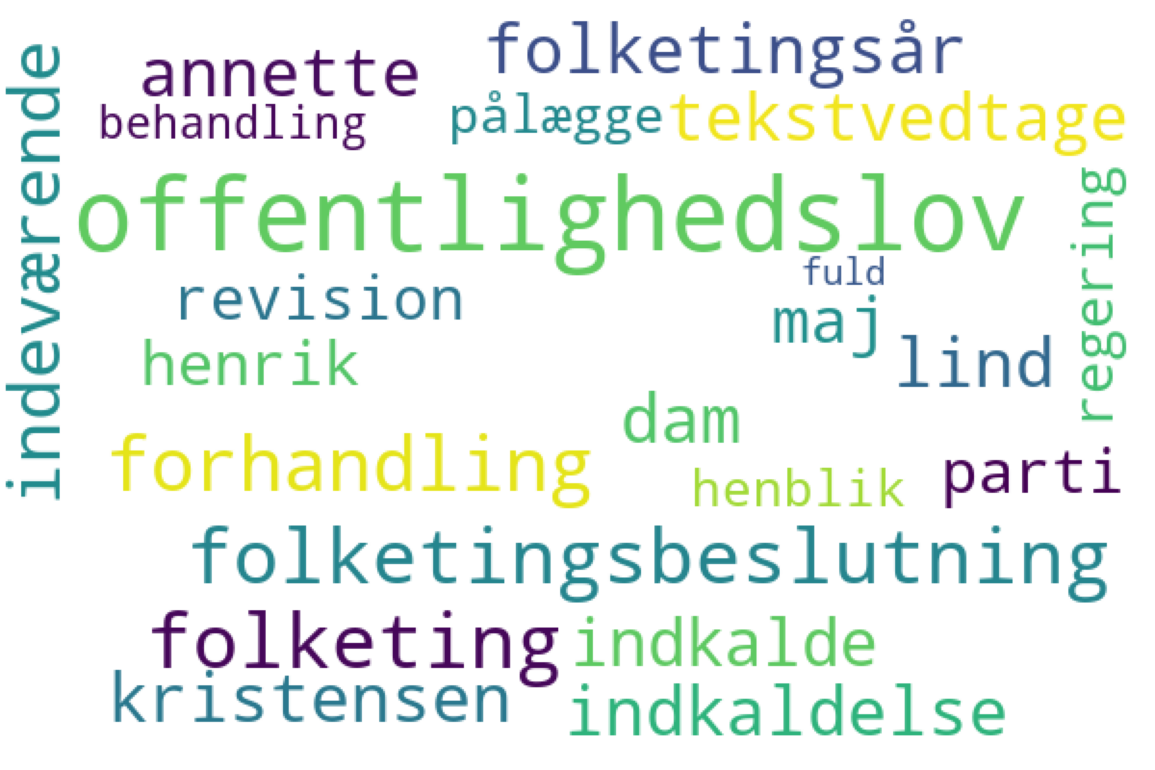 indeværende
annette
folketingsår
behandling
pålægge
tekstvedtage
offentlighedslov
regering
fuld
revision
maj
henrik
lind
dam
forhandling
henblik
parti
folketingsbeslutning
folketing
indkalde
kristensen
indkaldelse